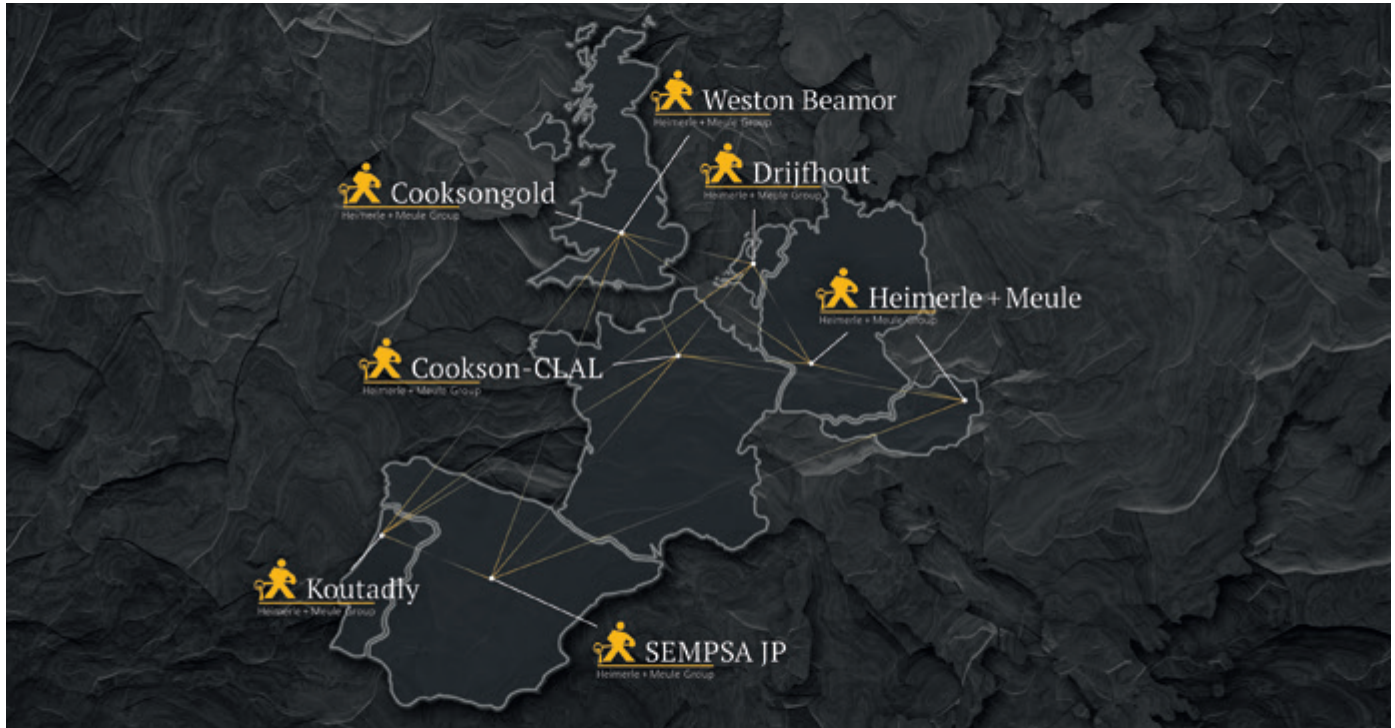 Weston Beamor
Heimerle + Meule Group
Drijfhout
Heimerle + Meule Group
Cooksongold
Heimerle + Meule Group
Heimerle + Meule
Heimerle + Meule Group
Cookson-CLAL
Heimerle + Meule Group
Koutadly
Heimerle + Meule Group
SEMPSA JP
Heimerle + Meule Group